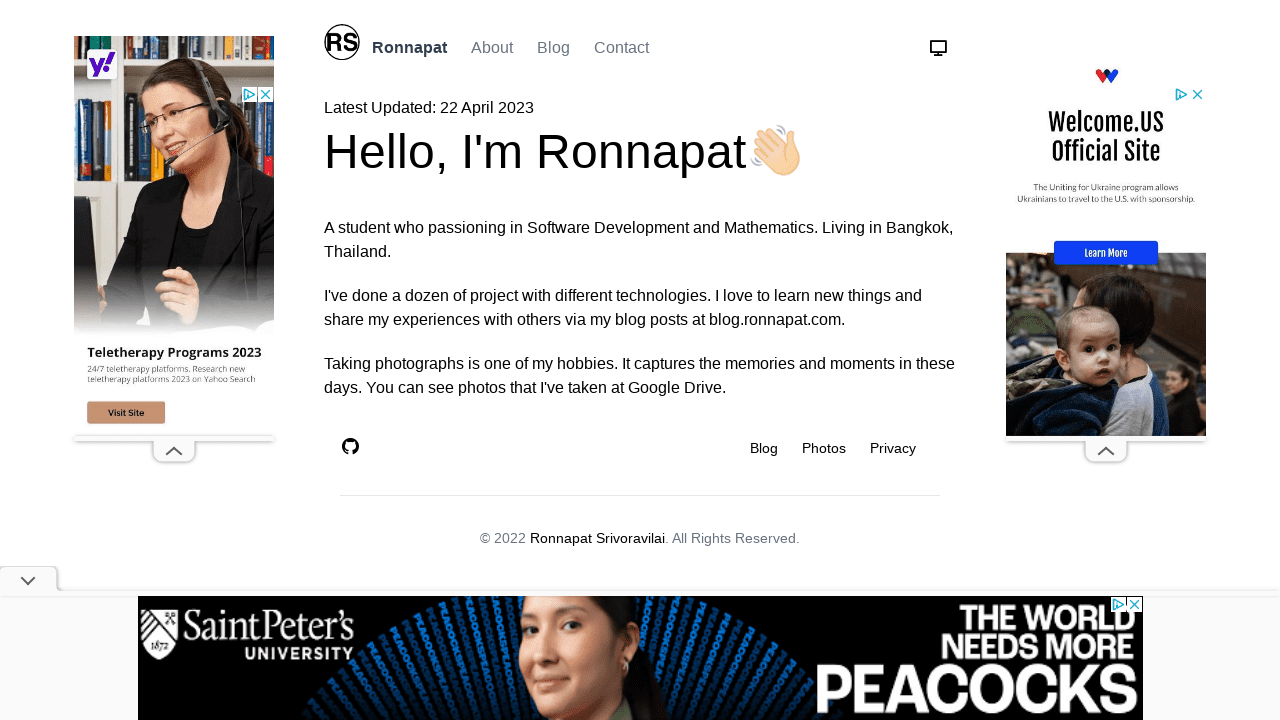 RS
Ronnapat
About
Blog
Contact
Latest Updated: 22 April 2023
Hello, I'm Ronnapat👋🏻
A student who passioning in Software Development and Mathematics. Living in Bangkok,
Thailand.
I've done a dozen of project with different technologies. I love to learn new things and
share my experiences with others via my blog posts at blog.ronnapat.com.
Taking photographs is one of my hobbies. It captures the memories and moments in these
days. You can see photos that I've taken at Google Drive.
Blog
Photos
Privacy
© 2022 Ronnapat Srivoravilai. All Rights Reserved.
y!
Teletherapy Programs 2023
24/7 teletherapy platforms. Research new
teletherapy platforms 2023 on Yahoo Search
Visit Site
Welcome.US
Official Site
The Uniting for Ukraine program allows
Ukrainians to travel to the U.S. with sponsorship.
Learn More
SAINT PETER'S
UNIVERSITY
1872
THE WORLD
NEEDS MORE
PEACOCKS